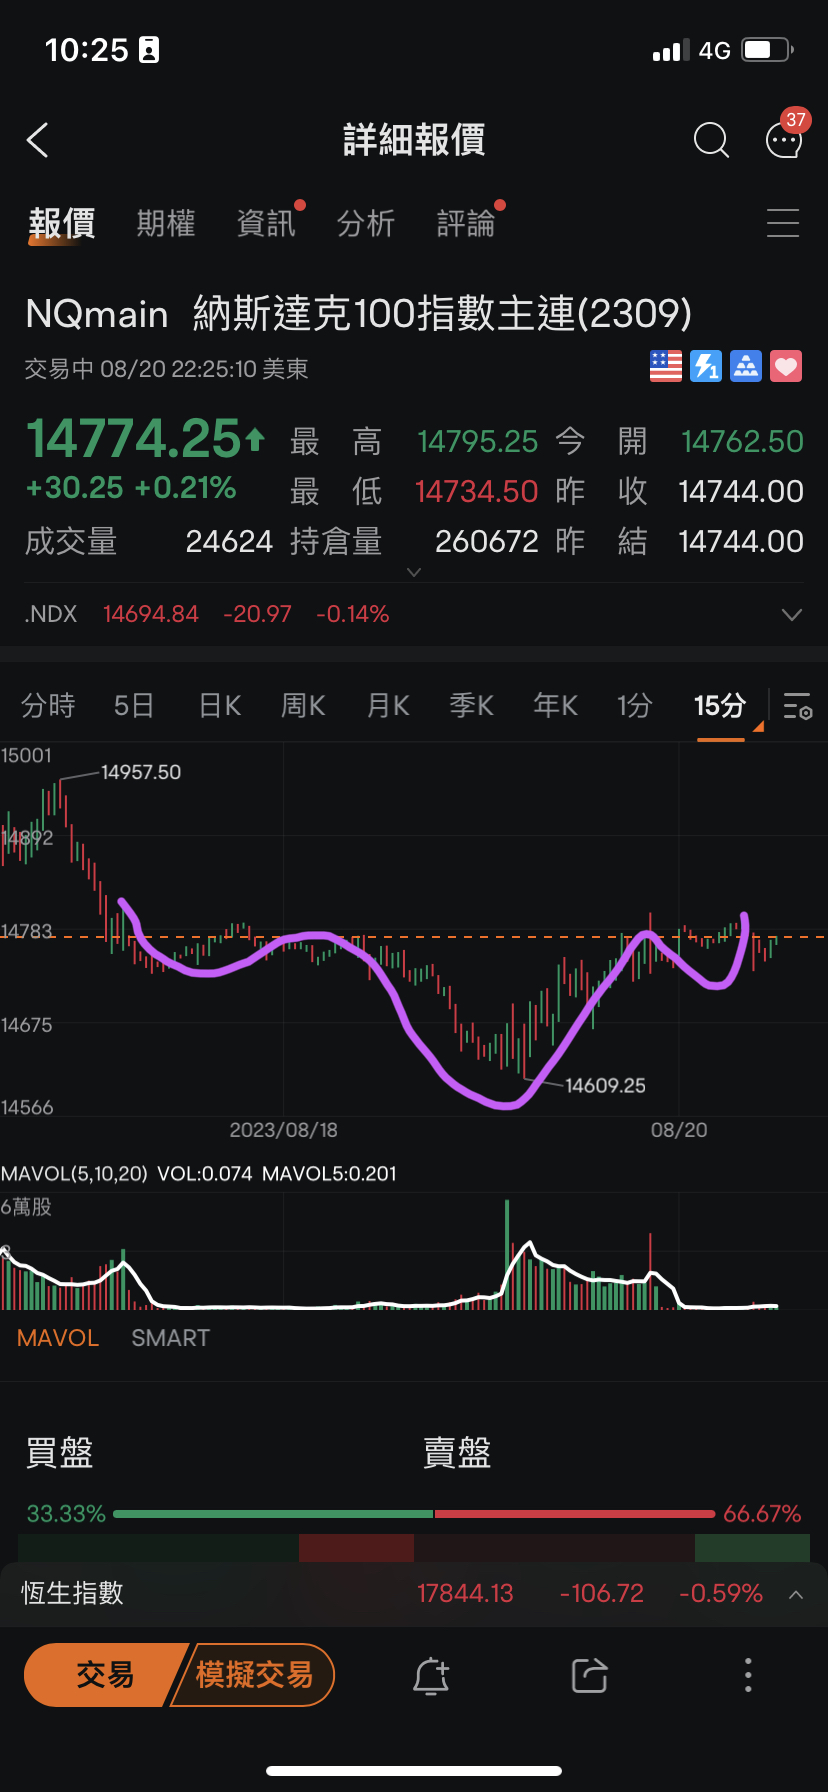 10:25 4G
詳細報價 37
報價 期權 資訊 分析 評論
NQmain 納斯達克100指數主連(2309)
交易中 08/20 22:25:10 美東
14774.25 最高 14795.25 今開 14762.50
+30.25 +0.21% 最低 14734.50 昨收 14744.00
成交量 24624 持倉量 260672 昨結 14744.00
.NDX 14694.84 -20.97 -0.14%
分時 5日 日K 周K 月K 季K 年K 1分 15分
15001
14957.50
14892
14783
14675
14609.25
14566
2023/08/18 08/20
MAVOL(5,10,20) VOL:0.074 MAVOL5:0.201
6萬股
3
MAVOL SMART
買盤 賣盤
33.33% 66.67%
恆生指數 17844.13 -106.72 -0.59%
交易 模擬交易